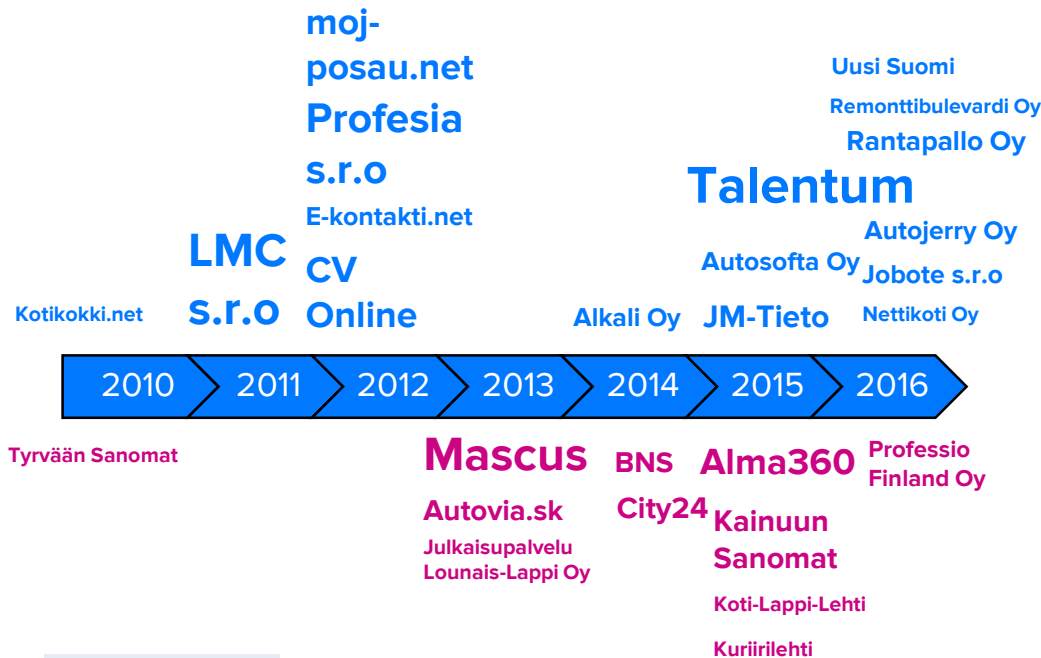 moj-
posau.net
Profesia
s.r.o
E-kontakti.net
CV
Online
LMC
s.r.o
Kotikokki.net
Alkali Oy
Uusi Suomi
Remonttibulevardi Oy
Rantapallo Oy
Talentum
Autojerry Oy
Autosofta Oy
Jobote s.r.o
JM-Tieto
Nettikoti Oy
2010
2011
2012
2013
2014
2015
2016
Tyrvään Sanomat
Mascus
Autovia.sk
Julkaisupalvelu
Lounais-Lappi Oy
BNS
City24
Alma360
Kainuun
Sanomat
Koti-Lappi-Lehti
Kuriirilehti
Professio
Finland Oy